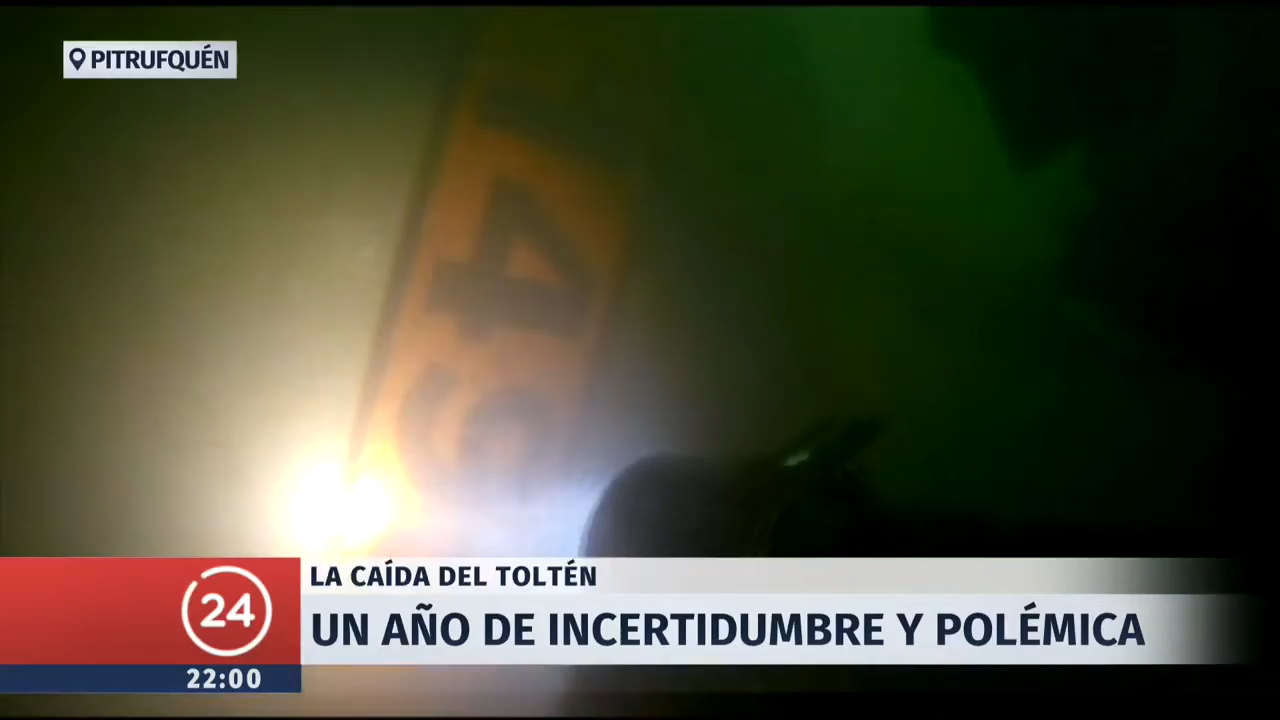 PITRUFQUÉN
LA CAÍDA DEL TOLTÉN
24
UN AÑO DE INCERTIDUMBRE Y POLÉMICA
22:00